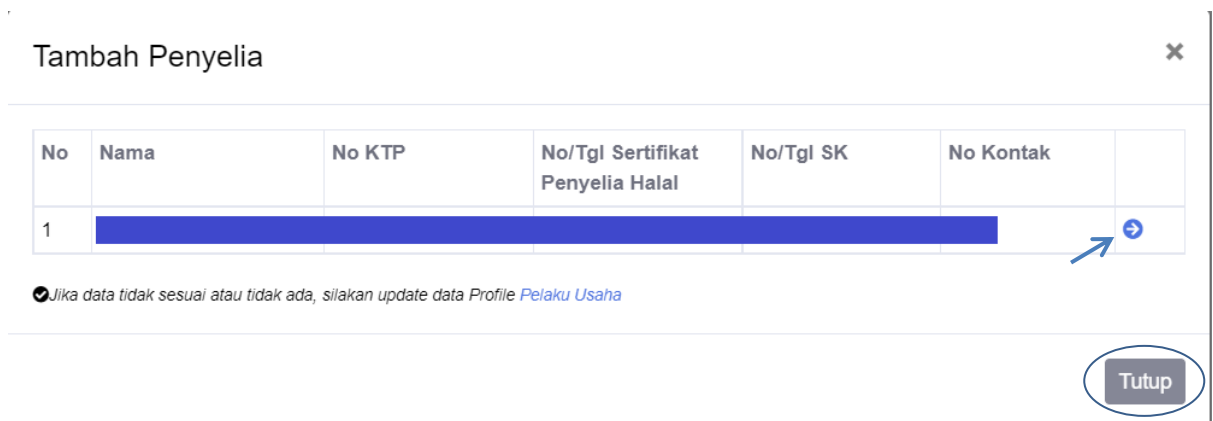 Tambah Penyelia ×
No Nama No KTP No/Tgl Sertifikat Penyelia Halal No/Tgl SK No Kontak
1
Jika data tidak sesuai atau tidak ada, silakan update data Profile Pelaku Usaha
Tutup